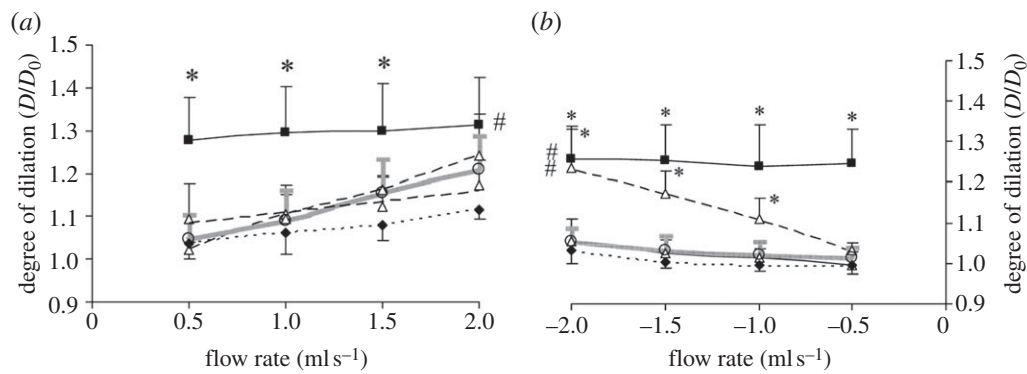 (a)
(b)
degree of dilation (D/D0)
1.5
1.4
1.3
1.2
1.1
1.0
0.9
* * *
#
0 0.5 1.0 1.5 2.0
flow rate (ml s–1)
* * * *
*
#
#
*
*
1.5
1.4
1.3
1.2
1.1
1.0
0.9
degree of dilation (D/D0)
–2.0 –1.5 –1.0 –0.5 0
flow rate (ml s–1)